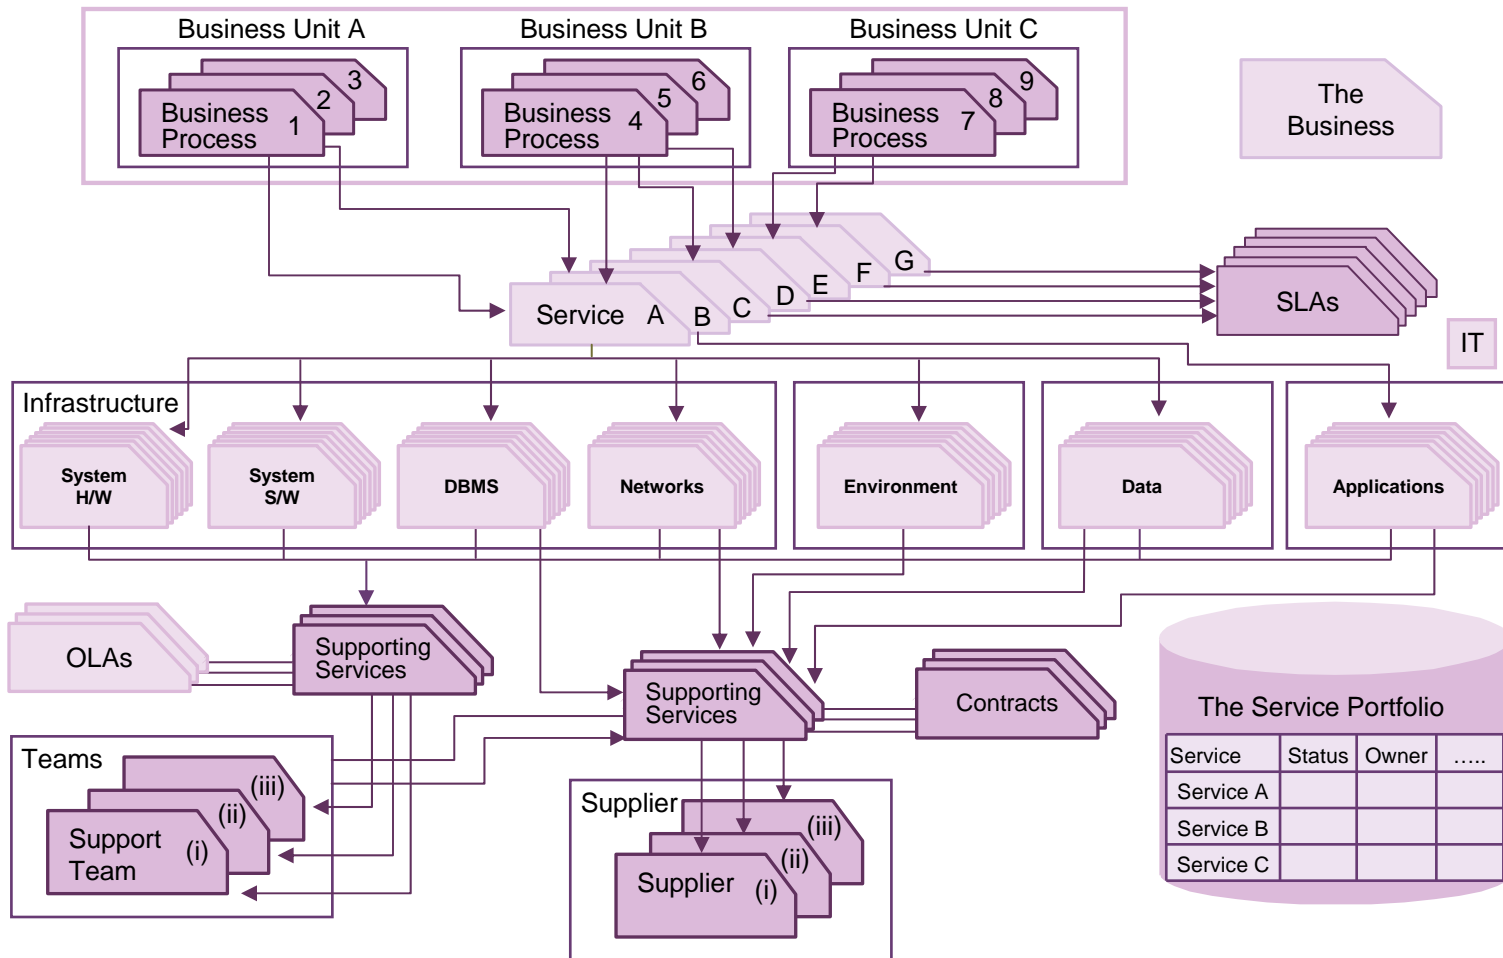 Business Unit A
Business Unit B
Business Unit C
3
2
Business
Process 1
6
5
Business
Process 4
9
8
Business
Process 7
The
Business
G
F
E
D
C
B
Service A
SLAs
IT
Infrastructure
System
H/W
System
S/W
DBMS
Networks
Environment
Data
Applications
OLAs
Supporting
Services
Supporting
Services
Contracts
The Service Portfolio
Service Status Owner …..
Service A
Service B
Service C
Teams
(iii)
(ii)
Support
Team (i)
Supplier
(iii)
(ii)
Supplier (i)